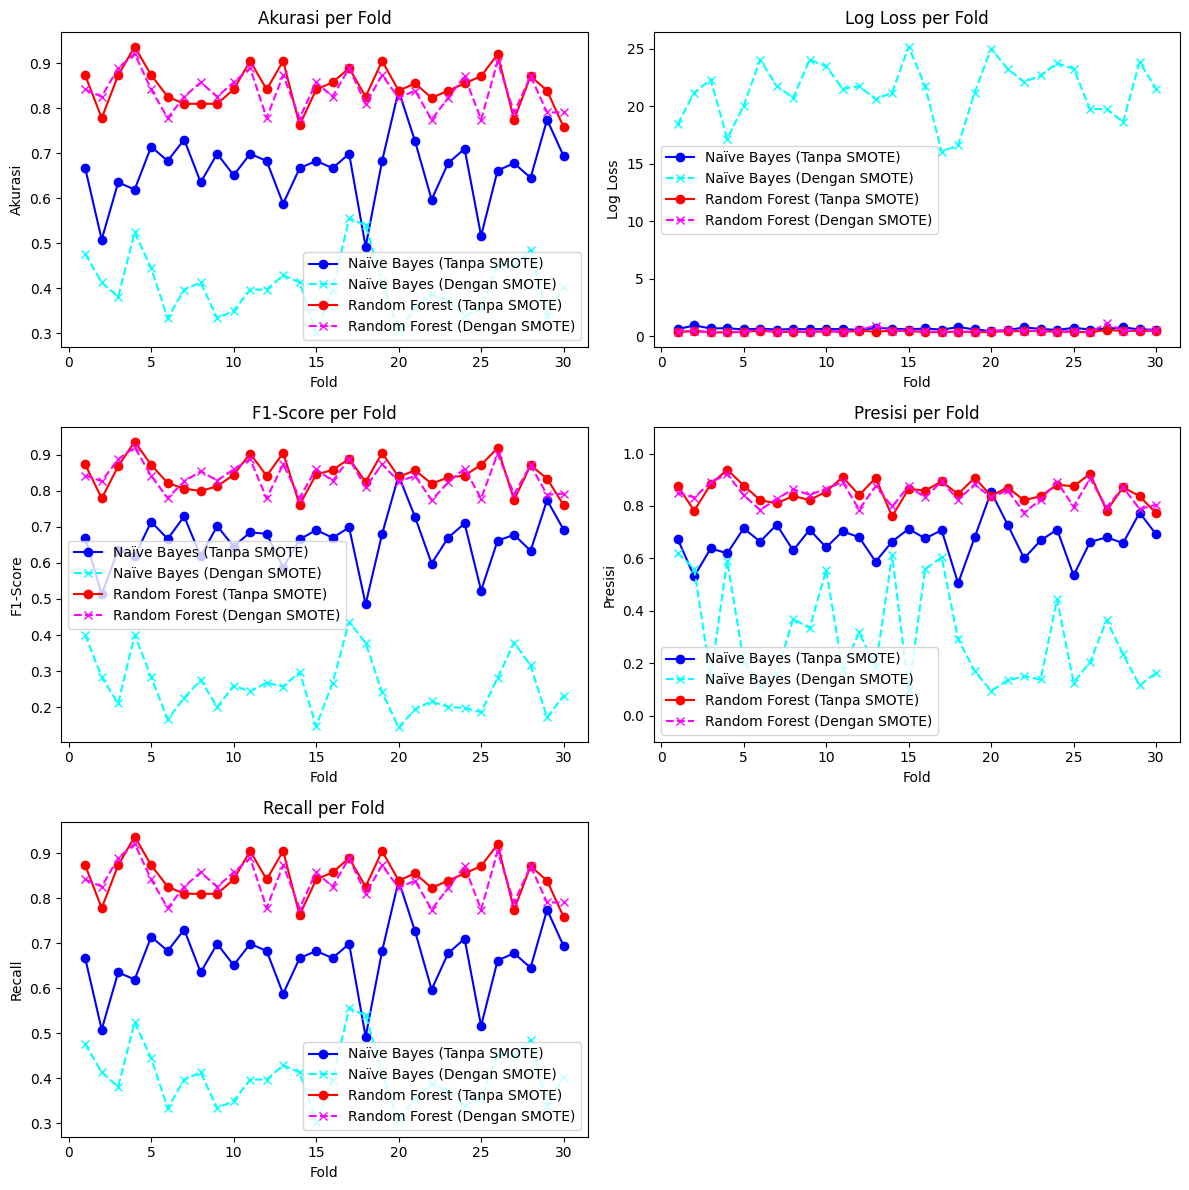 Akurasi per Fold
Akurasi
0.9
0.8
0.7
0.6
0.5
0.4
0.3
Naïve Bayes (Tanpa SMOTE)
Naïve Bayes (Dengan SMOTE)
Random Forest (Tanpa SMOTE)
Random Forest (Dengan SMOTE)
0 5 10 15 20 25 30
Fold
Log Loss per Fold
Log Loss
25
20
15
10
5
0
Naïve Bayes (Tanpa SMOTE)
Naïve Bayes (Dengan SMOTE)
Random Forest (Tanpa SMOTE)
Random Forest (Dengan SMOTE)
0 5 10 15 20 25 30
Fold
F1-Score per Fold
F1-Score
0.9
0.8
0.7
0.6
0.5
0.4
0.3
0.2
Naïve Bayes (Tanpa SMOTE)
Naïve Bayes (Dengan SMOTE)
Random Forest (Tanpa SMOTE)
Random Forest (Dengan SMOTE)
0 5 10 15 20 25 30
Fold
Presisi per Fold
Presisi
1.0
0.8
0.6
0.4
0.2
0.0
Naïve Bayes (Tanpa SMOTE)
Naïve Bayes (Dengan SMOTE)
Random Forest (Tanpa SMOTE)
Random Forest (Dengan SMOTE)
0 5 10 15 20 25 30
Fold
Recall per Fold
Recall
0.9
0.8
0.7
0.6
0.5
0.4
0.3
Naïve Bayes (Tanpa SMOTE)
Naïve Bayes (Dengan SMOTE)
Random Forest (Tanpa SMOTE)
Random Forest (Dengan SMOTE)
0 5 10 15 20 25 30
Fold